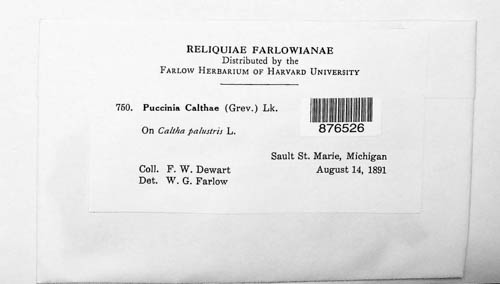 RELIQUIAE FARLOWIANAE
Distributed by the
FARLOW HERBARIUM OF HARVARD UNIVERSITY
750. Puccinia Calthae (Grev.) Lk.
876526
On Caltha palustris L.
Sault St. Marie, Michigan
Coll. F. W. Dewart August 14, 1891
Det. W. G. Farlow